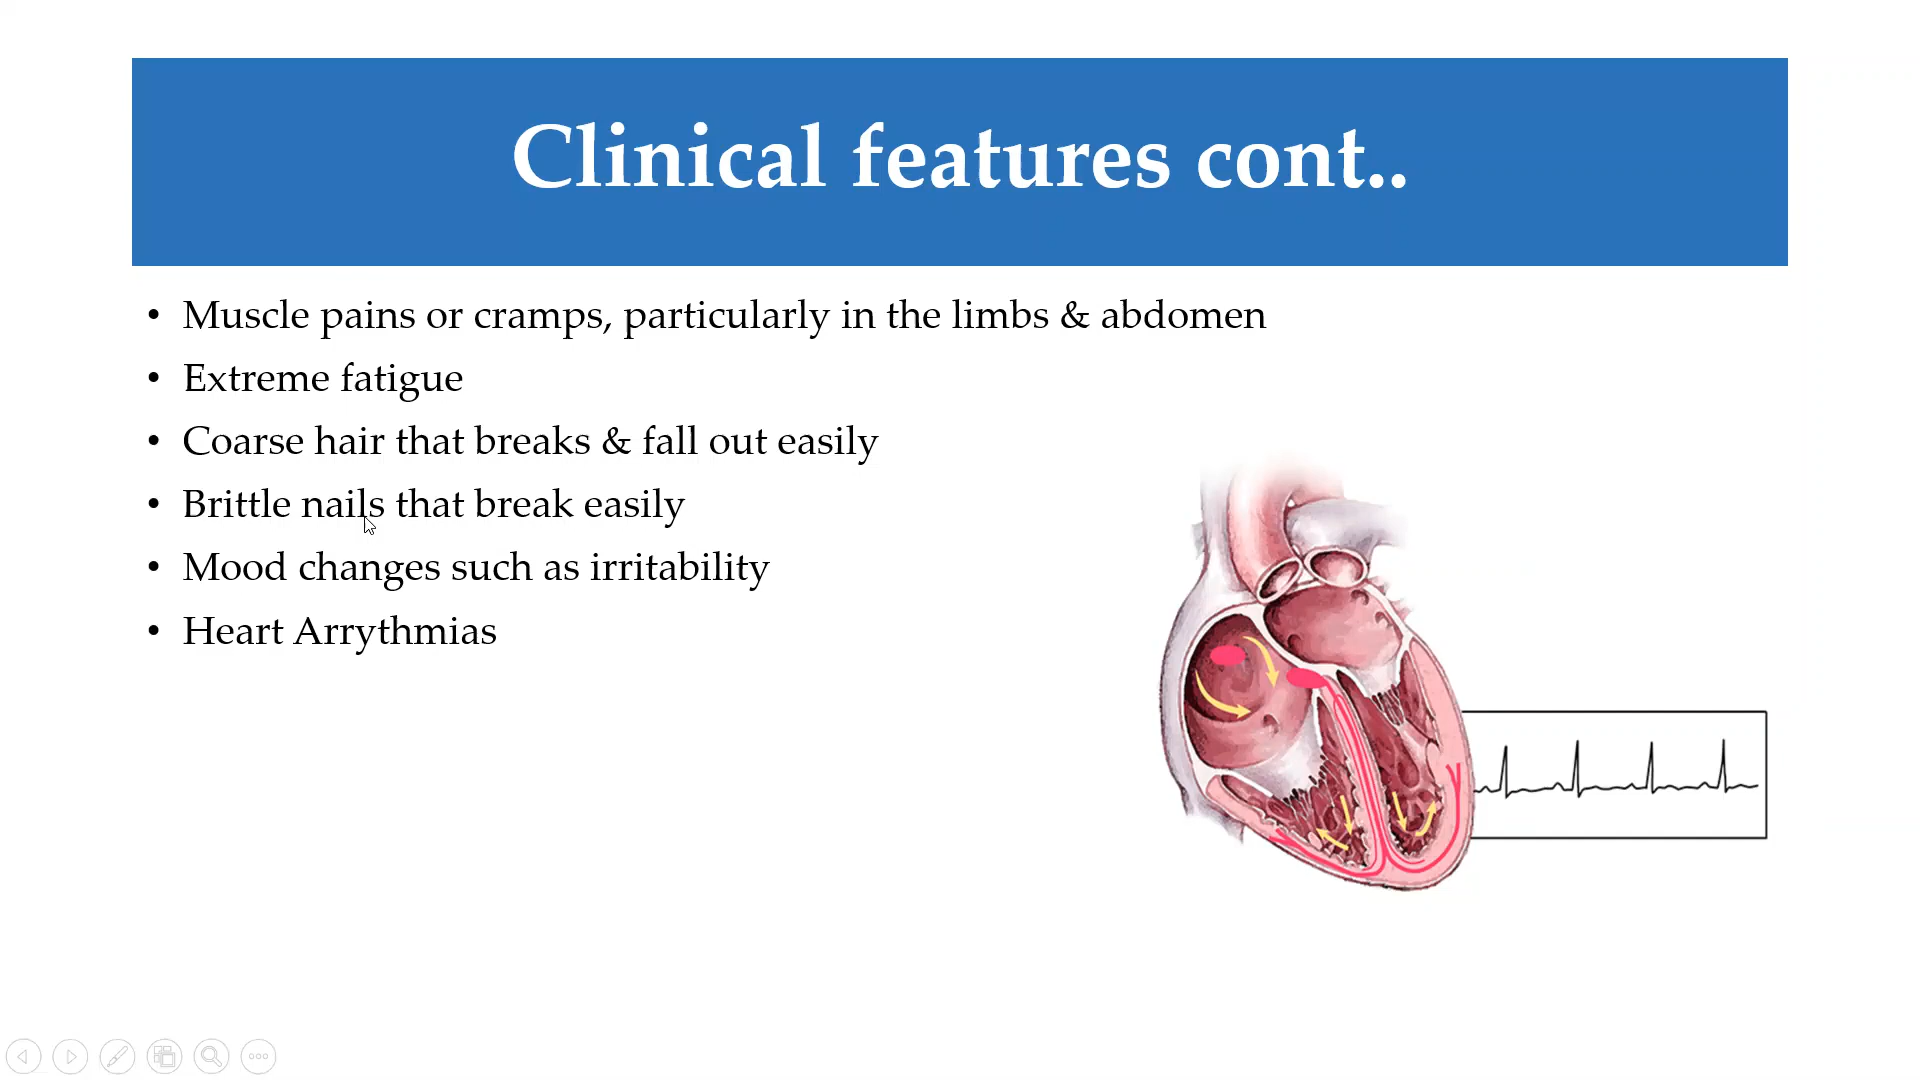 Clinical features cont..
• Muscle pains or cramps, particularly in the limbs & abdomen
• Extreme fatigue
• Coarse hair that breaks & fall out easily
• Brittle nails that break easily
• Mood changes such as irritability
• Heart Arrythmias